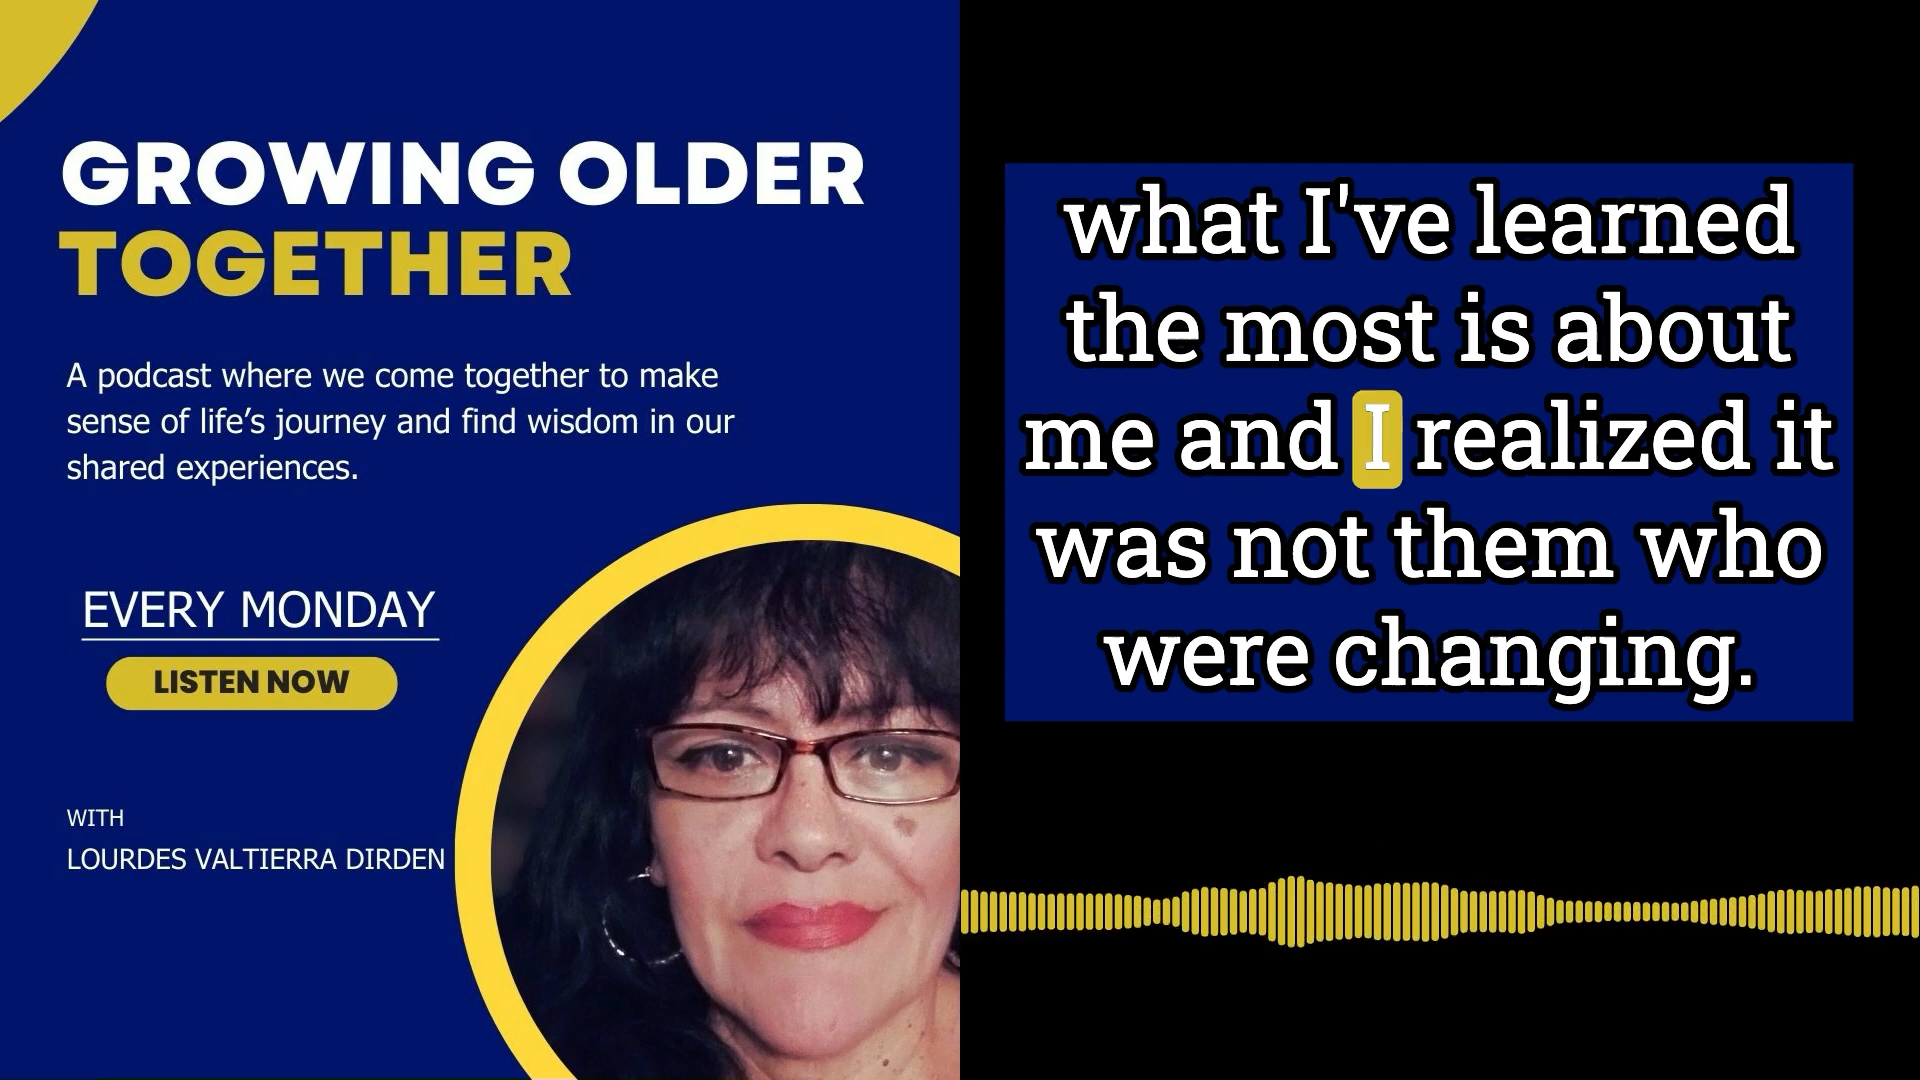 GROWING OLDER
TOGETHER
A podcast where we come together to make
sense of life’s journey and find wisdom in our
shared experiences.
EVERY MONDAY
LISTEN NOW
WITH
LOURDES VALTIERRA DIRDEN
what I've learned
the most is about
me and I realized it
was not them who
were changing.